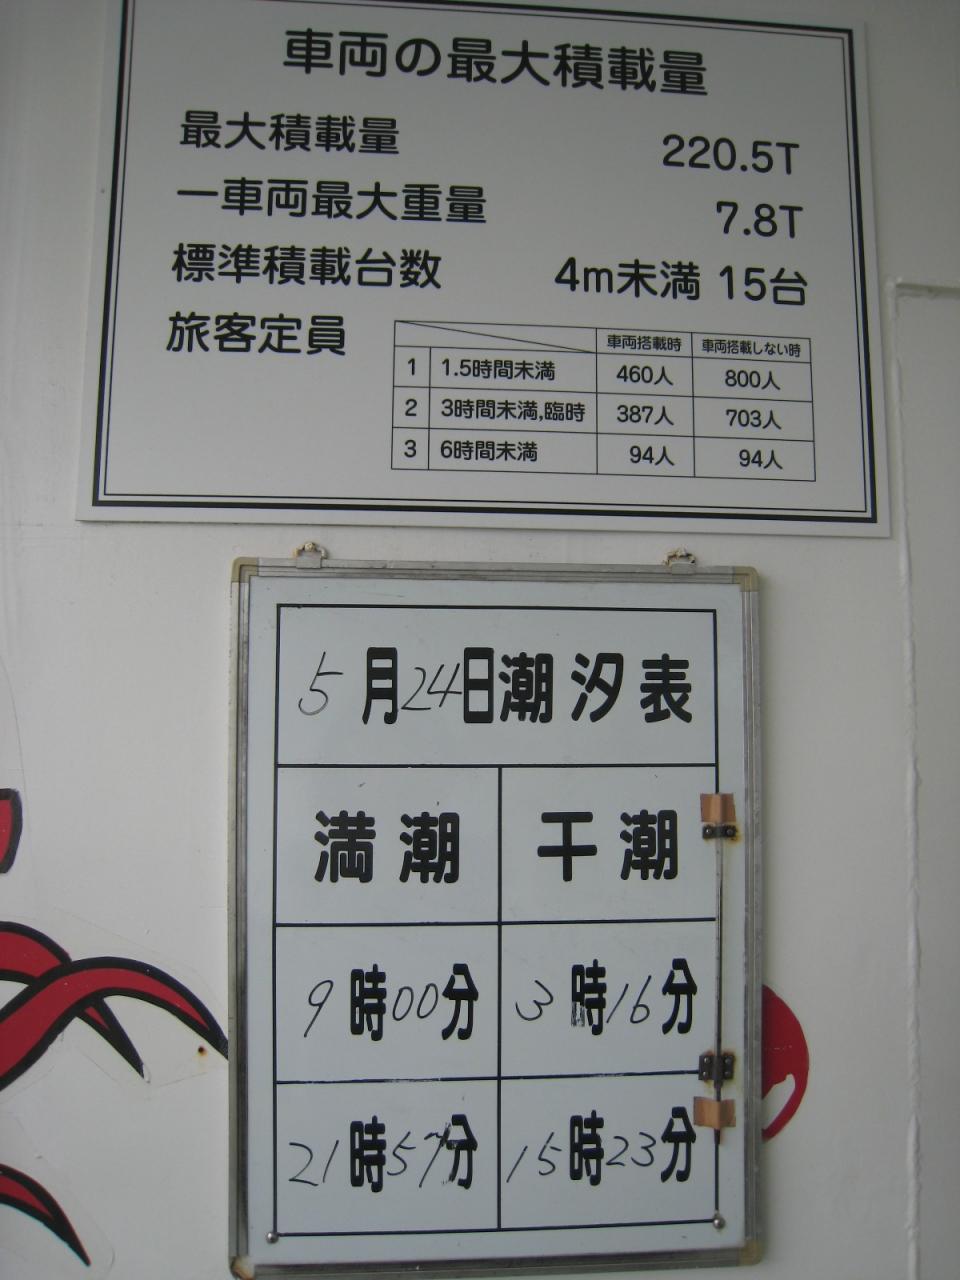 車両の最大積載量
最大積載量 220.5T
一車両最大重量 7.8T
標準積載台数 4m未満 15台
旅客定員
車両搭載時 車両搭載しない時
1 1.5時間未満 460人 800人
2 3時間未満,臨時 387人 703人
3 6時間未満 94人 94人
5月24日潮汐表
満潮 干潮
9時00分 3時16分
21時57分 15時23分